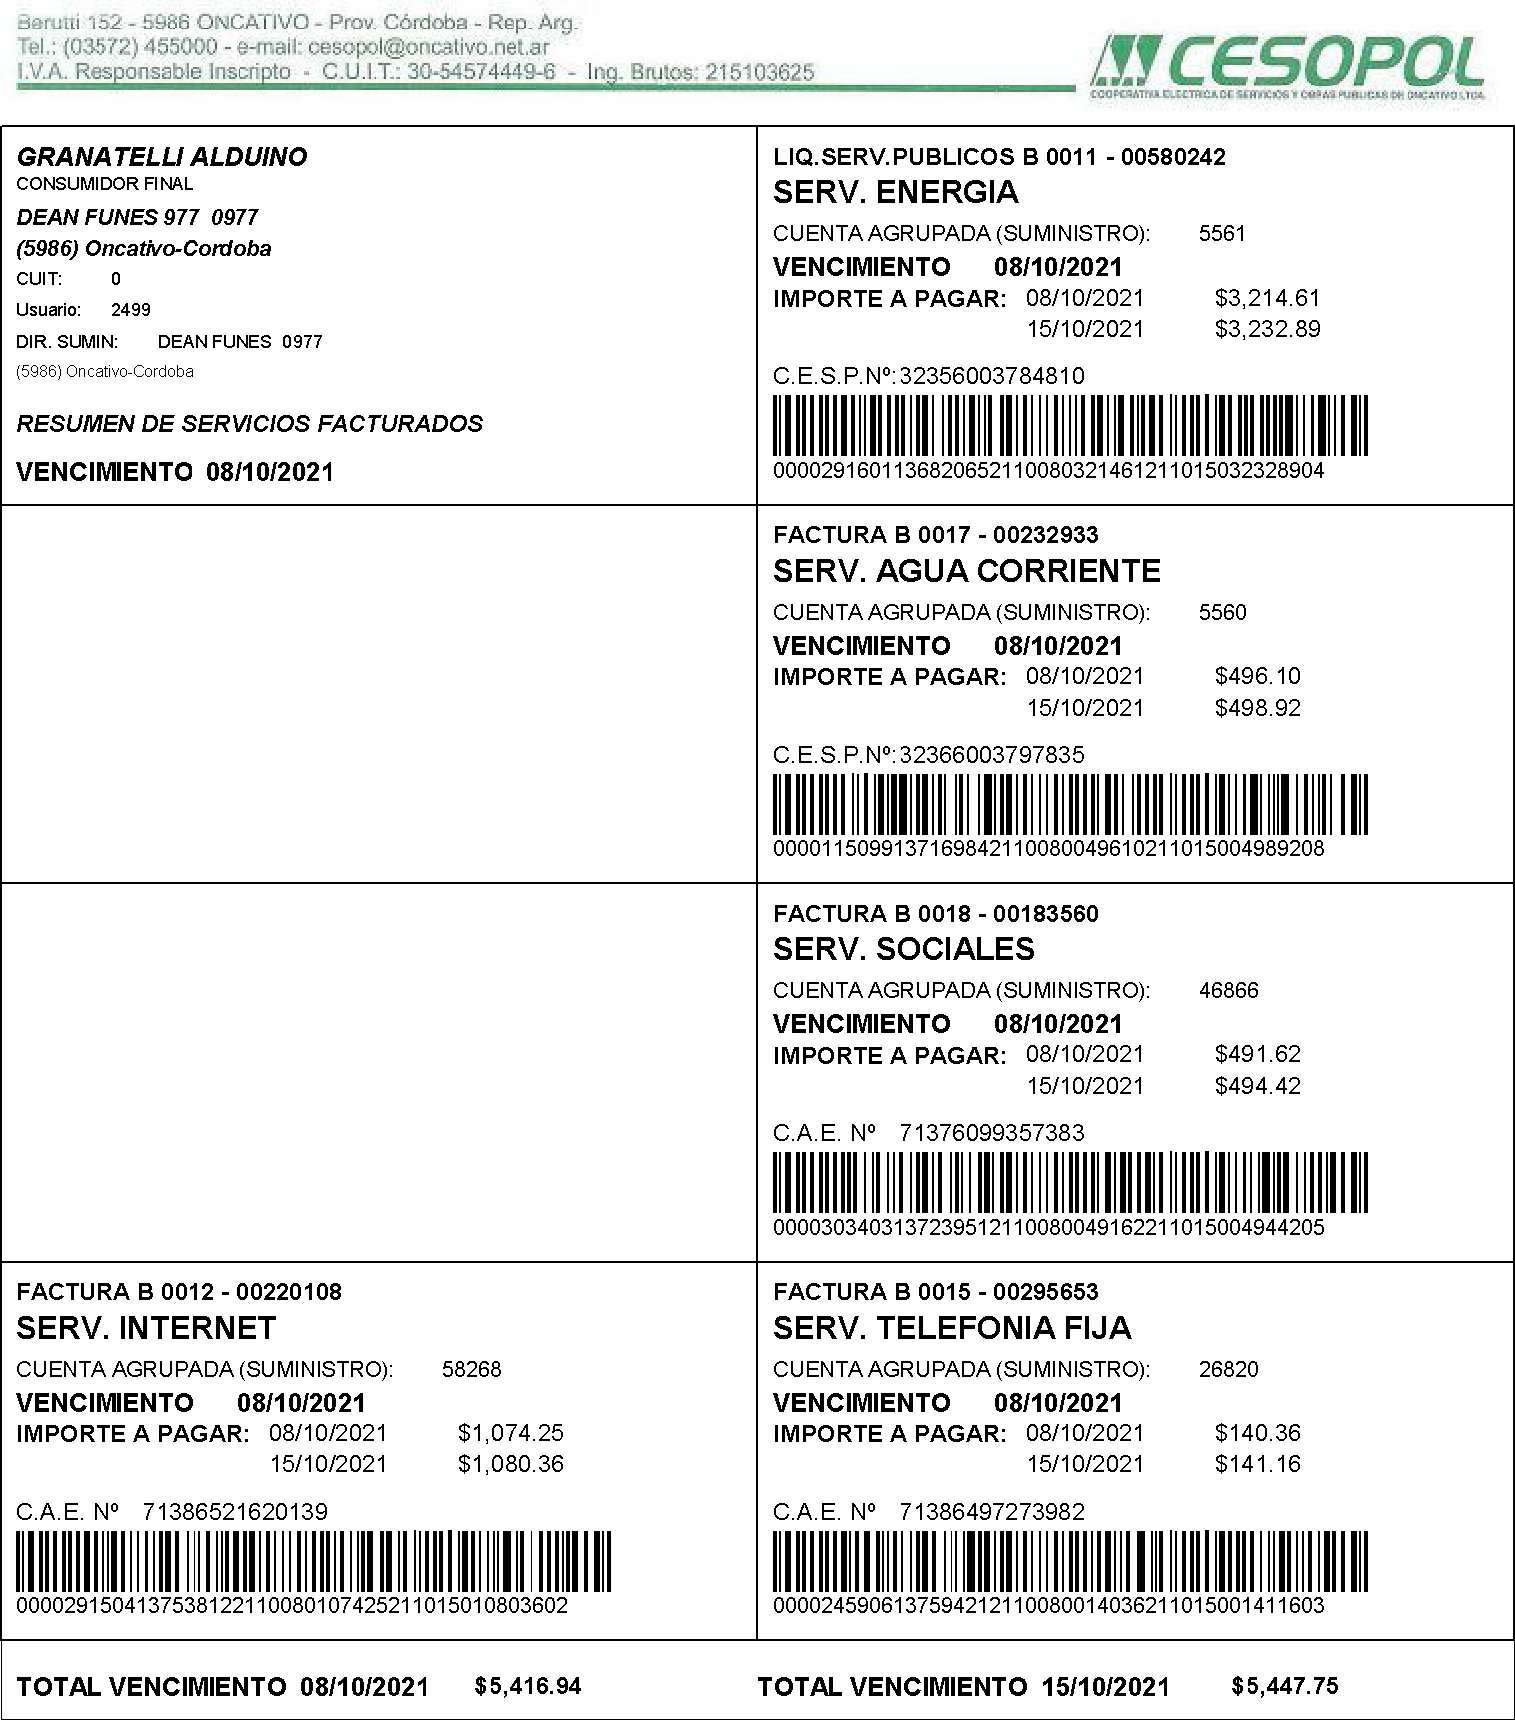 Berutti 152 - 5986 ONCATIVO - Prov. Córdoba - Rep. Arg.
Tel.: (03572) 455000 - e-mail: cesopol@oncativo.net.ar
I.V.A. Responsable Inscripto - C.U.I.T.: 30-54574449-6 - Ing. Brutos: 215103625
CESOPOL
COOPERATIVA ELECTRICA DE SERVICIOS Y OBRAS PUBLICAS DE ONCATIVO LTDA.
GRANATELLI ALDUINO
CONSUMIDOR FINAL
DEAN FUNES 977 0977
(5986) Oncativo-Cordoba
CUIT: 0
Usuario: 2499
DIR. SUMIN: DEAN FUNES 0977
(5986) Oncativo-Cordoba
RESUMEN DE SERVICIOS FACTURADOS
VENCIMIENTO 08/10/2021
LIQ.SERV.PUBLICOS B 0011 - 00580242
SERV. ENERGIA
CUENTA AGRUPADA (SUMINISTRO): 5561
VENCIMIENTO 08/10/2021
IMPORTE A PAGAR: 08/10/2021 $3,214.61
15/10/2021 $3,232.89
C.E.S.P.Nº:32356003784810
0000291601136820652110080321461211015032328904
FACTURA B 0017 - 00232933
SERV. AGUA CORRIENTE
CUENTA AGRUPADA (SUMINISTRO): 5560
VENCIMIENTO 08/10/2021
IMPORTE A PAGAR: 08/10/2021 $496.10
15/10/2021 $498.92
C.E.S.P.Nº:32366003797835
0000115099137169842110080049610211015004989208
FACTURA B 0018 - 00183560
SERV. SOCIALES
CUENTA AGRUPADA (SUMINISTRO): 46866
VENCIMIENTO 08/10/2021
IMPORTE A PAGAR: 08/10/2021 $491.62
15/10/2021 $494.42
C.A.E. Nº 71376099357383
0000303403137239512110080049162211015004944205
FACTURA B 0012 - 00220108
SERV. INTERNET
CUENTA AGRUPADA (SUMINISTRO): 58268
VENCIMIENTO 08/10/2021
IMPORTE A PAGAR: 08/10/2021 $1,074.25
15/10/2021 $1,080.36
C.A.E. Nº 71386521620139
0000291504137538122110080107425211015010803602
FACTURA B 0015 - 00295653
SERV. TELEFONIA FIJA
CUENTA AGRUPADA (SUMINISTRO): 26820
VENCIMIENTO 08/10/2021
IMPORTE A PAGAR: 08/10/2021 $140.36
15/10/2021 $141.16
C.A.E. Nº 71386497273982
0000245906137594212110080014036211015001411603
TOTAL VENCIMIENTO 08/10/2021 $5,416.94
TOTAL VENCIMIENTO 15/10/2021 $5,447.75